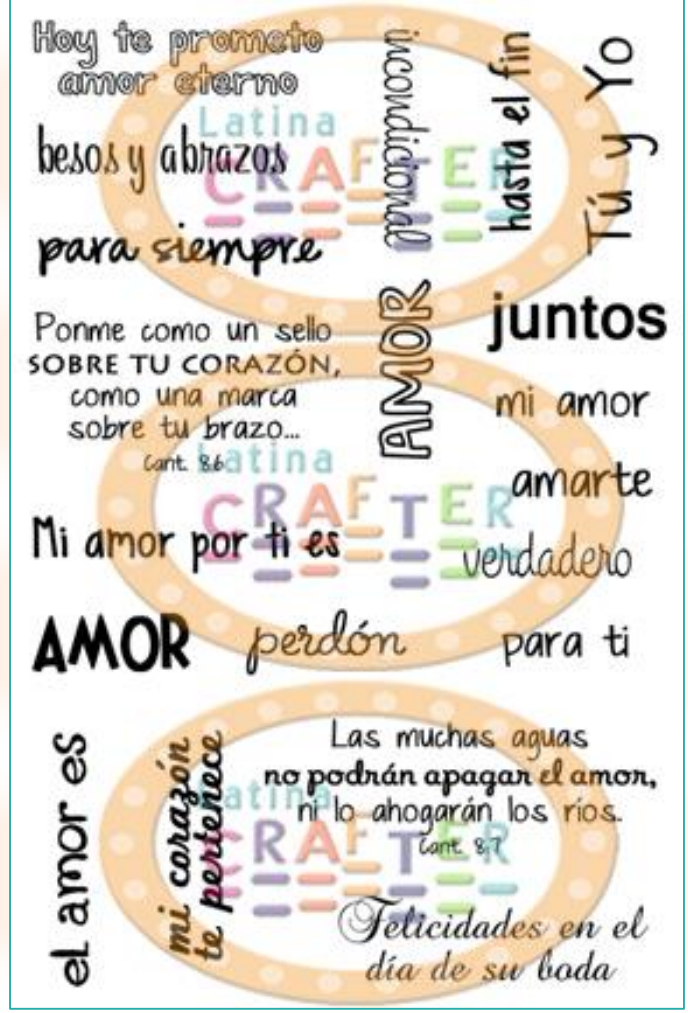 Hoy te prometo
amor eterno
incondicional
hasta el fin
Tú y Yo
Latina
CRAFTER
besos y abrazos
para siempre
AMOR
juntos
Ponme como un sello
SOBRE TU CORAZÓN,
como una marca
sobre tu brazo...
Cant. 8.6
mi amor
Latina
CRAFTER
amarte
Mi amor por ti es
verdadero
AMOR
perdón
para ti
el amor es
mi corazón
te pertenece
Las muchas aguas
no podrán apagar el amor,
ni lo ahogarán los ríos.
Cant. 8.7
Latina
CRAFTER
Felicidades en el
día de su boda